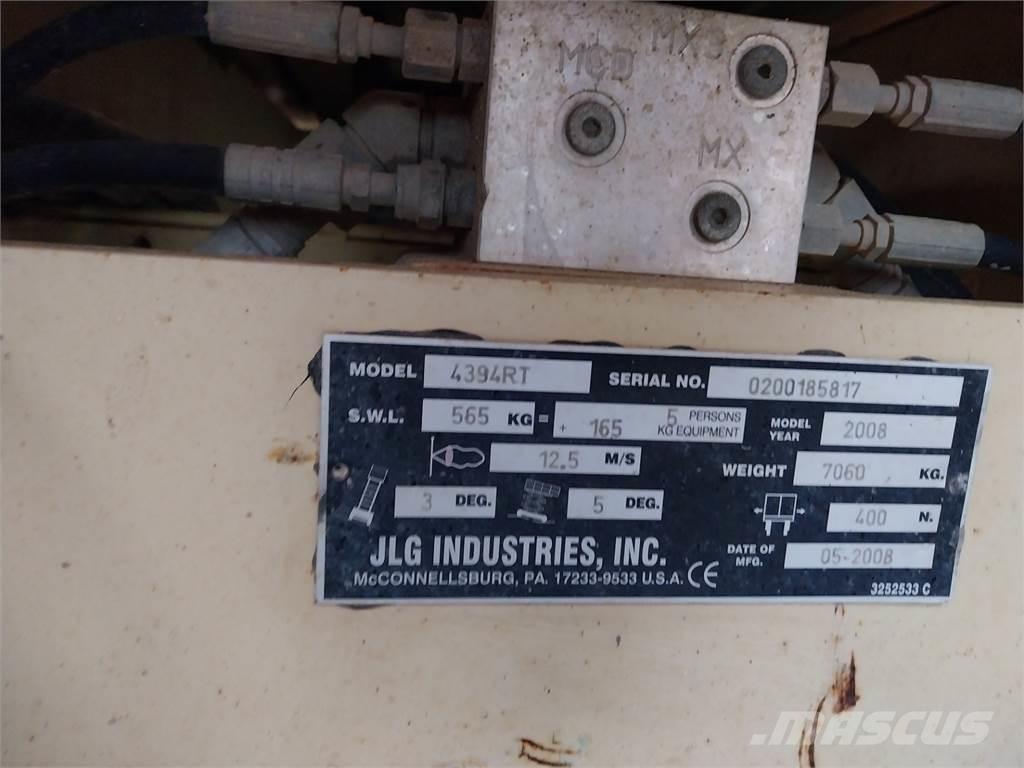 MCD
MXS
MX
MODEL 4394RT SERIAL NO. 0200185817
S.W.L. 565 KG = 5 PERSONS
+ 165 KG EQUIPMENT
MODEL YEAR 2008
12.5 M/S
WEIGHT 7060 KG.
3 DEG. 5 DEG.
400 N.
JLG INDUSTRIES, INC.
DATE OF MFG. 05-2008
McCONNELLSBURG, PA. 17233-9533 U.S.A. CE
3252533 C
MASCUS